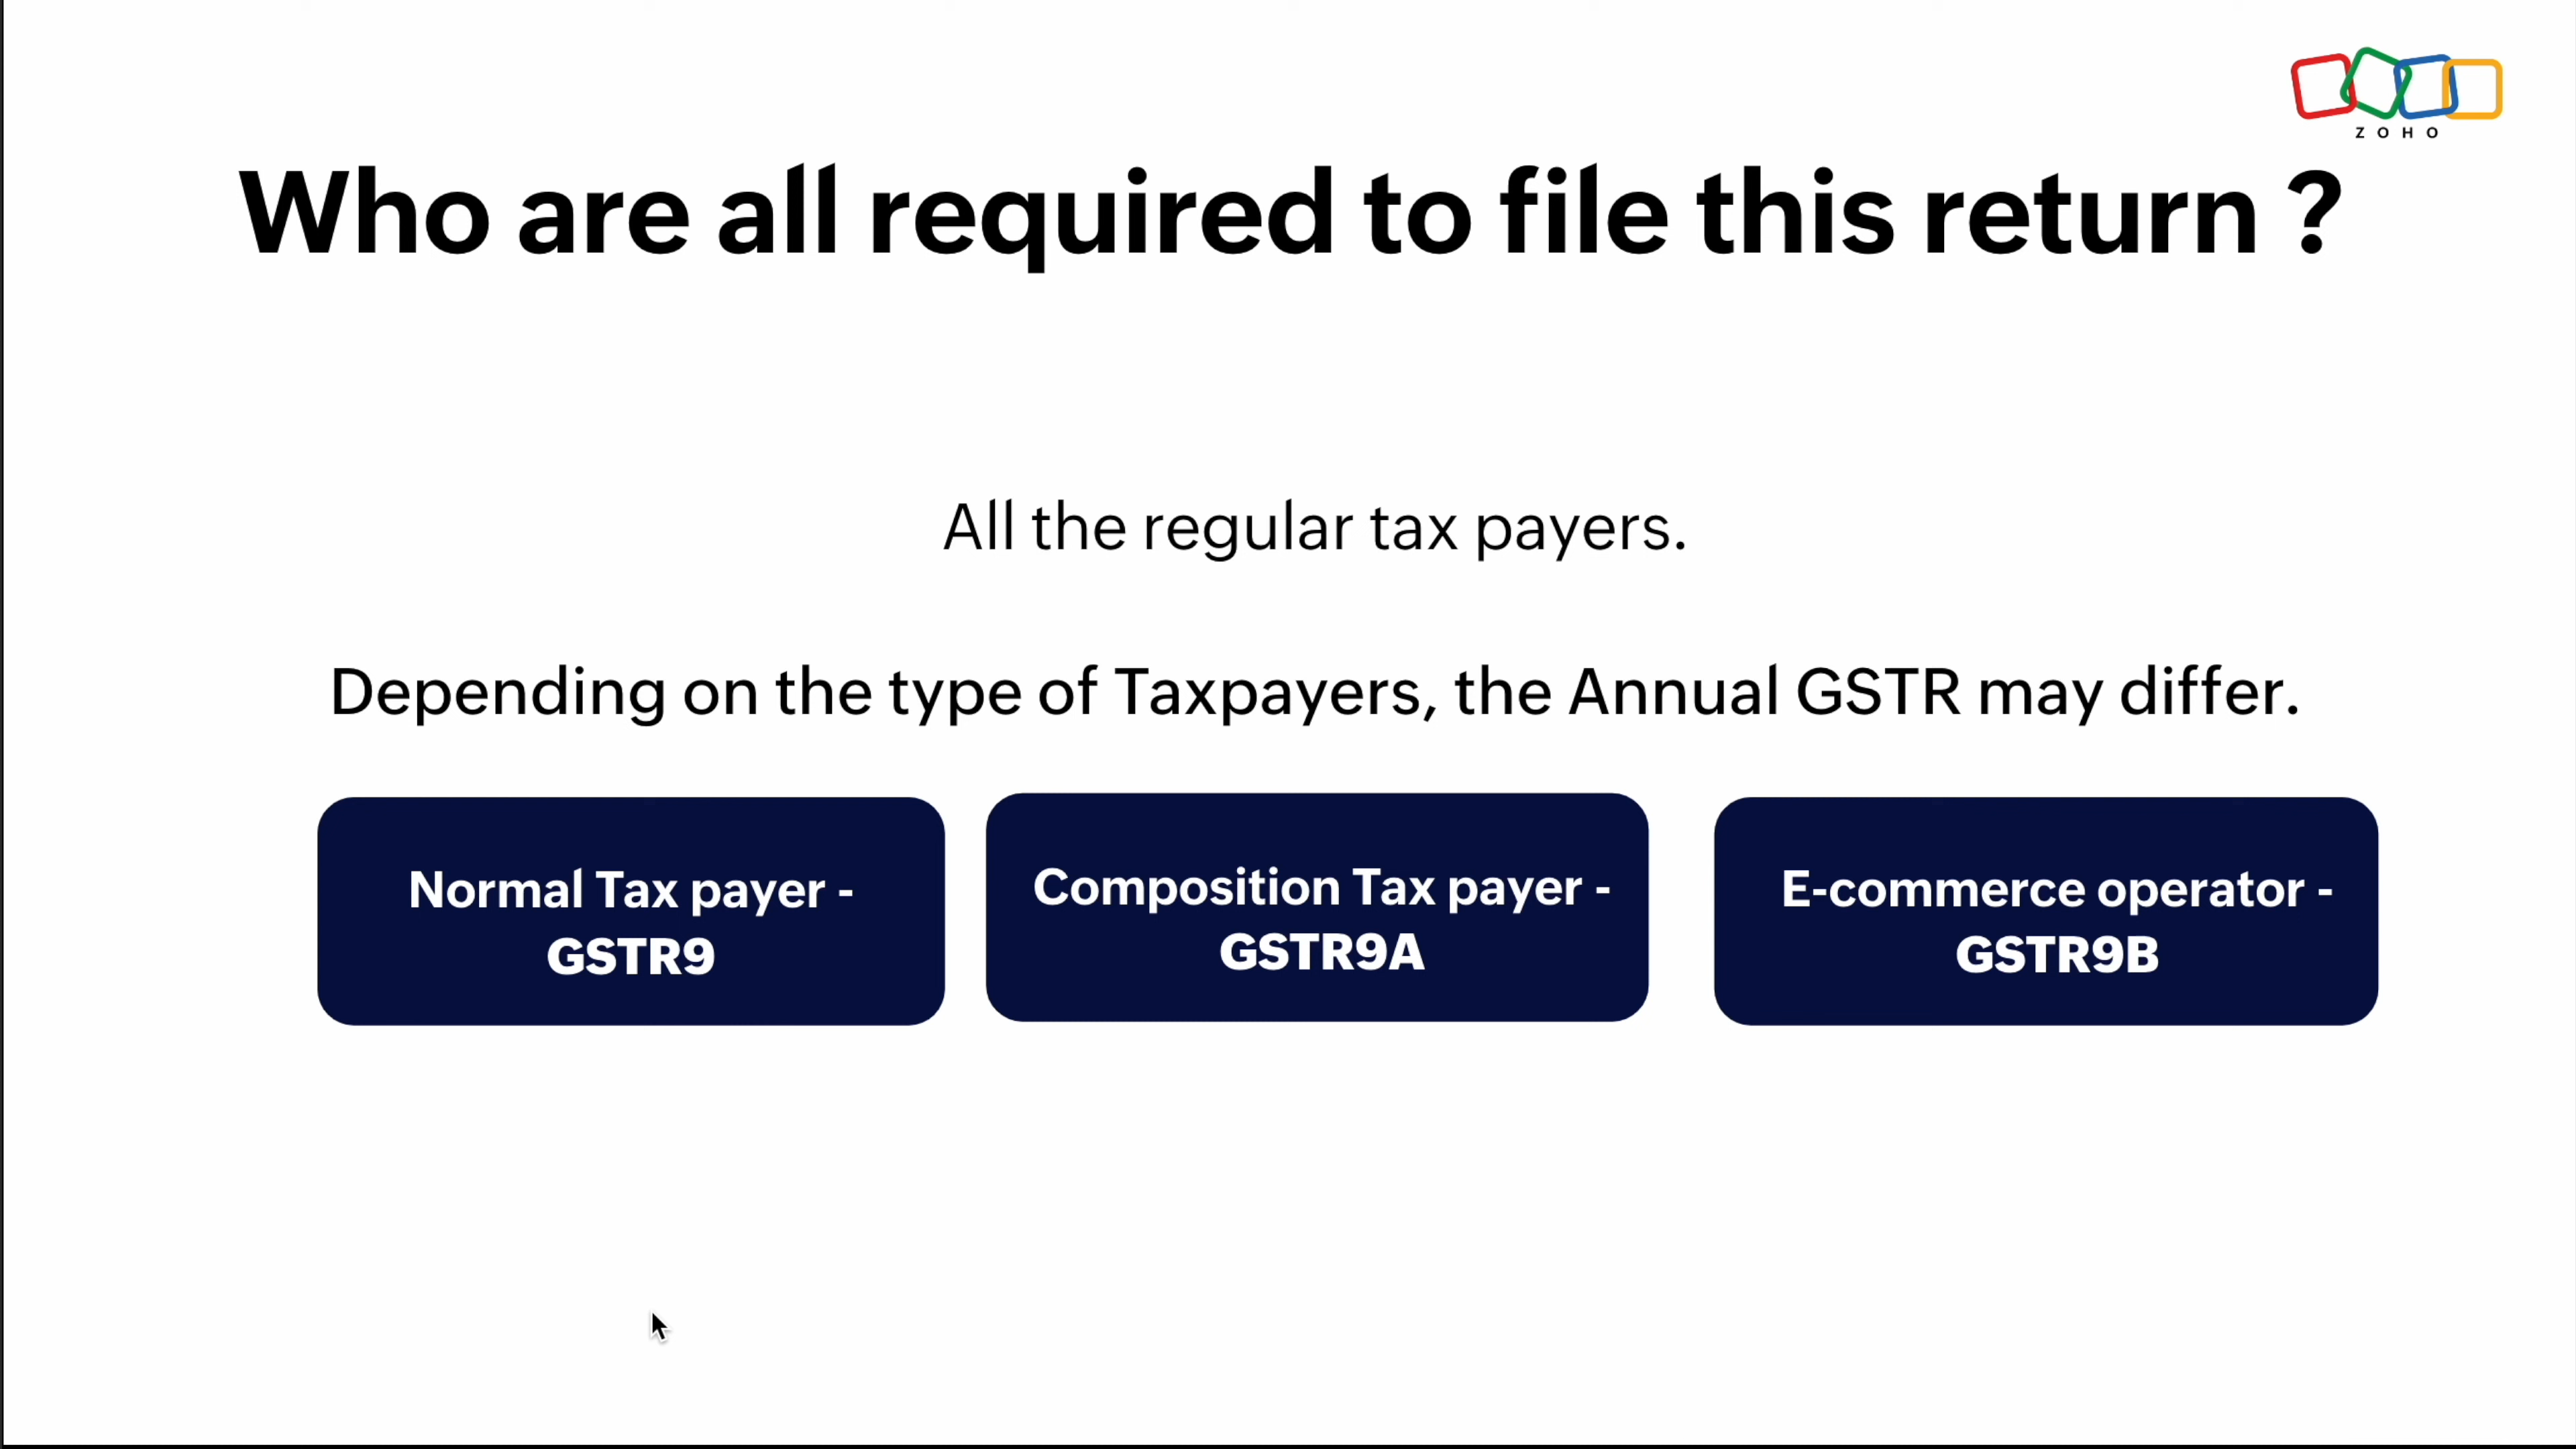 ZOHO
Who are all required to file this return ?
All the regular tax payers.
Depending on the type of Taxpayers, the Annual GSTR may differ.
Normal Tax payer -
GSTR9
Composition Tax payer -
GSTR9A
E-commerce operator -
GSTR9B